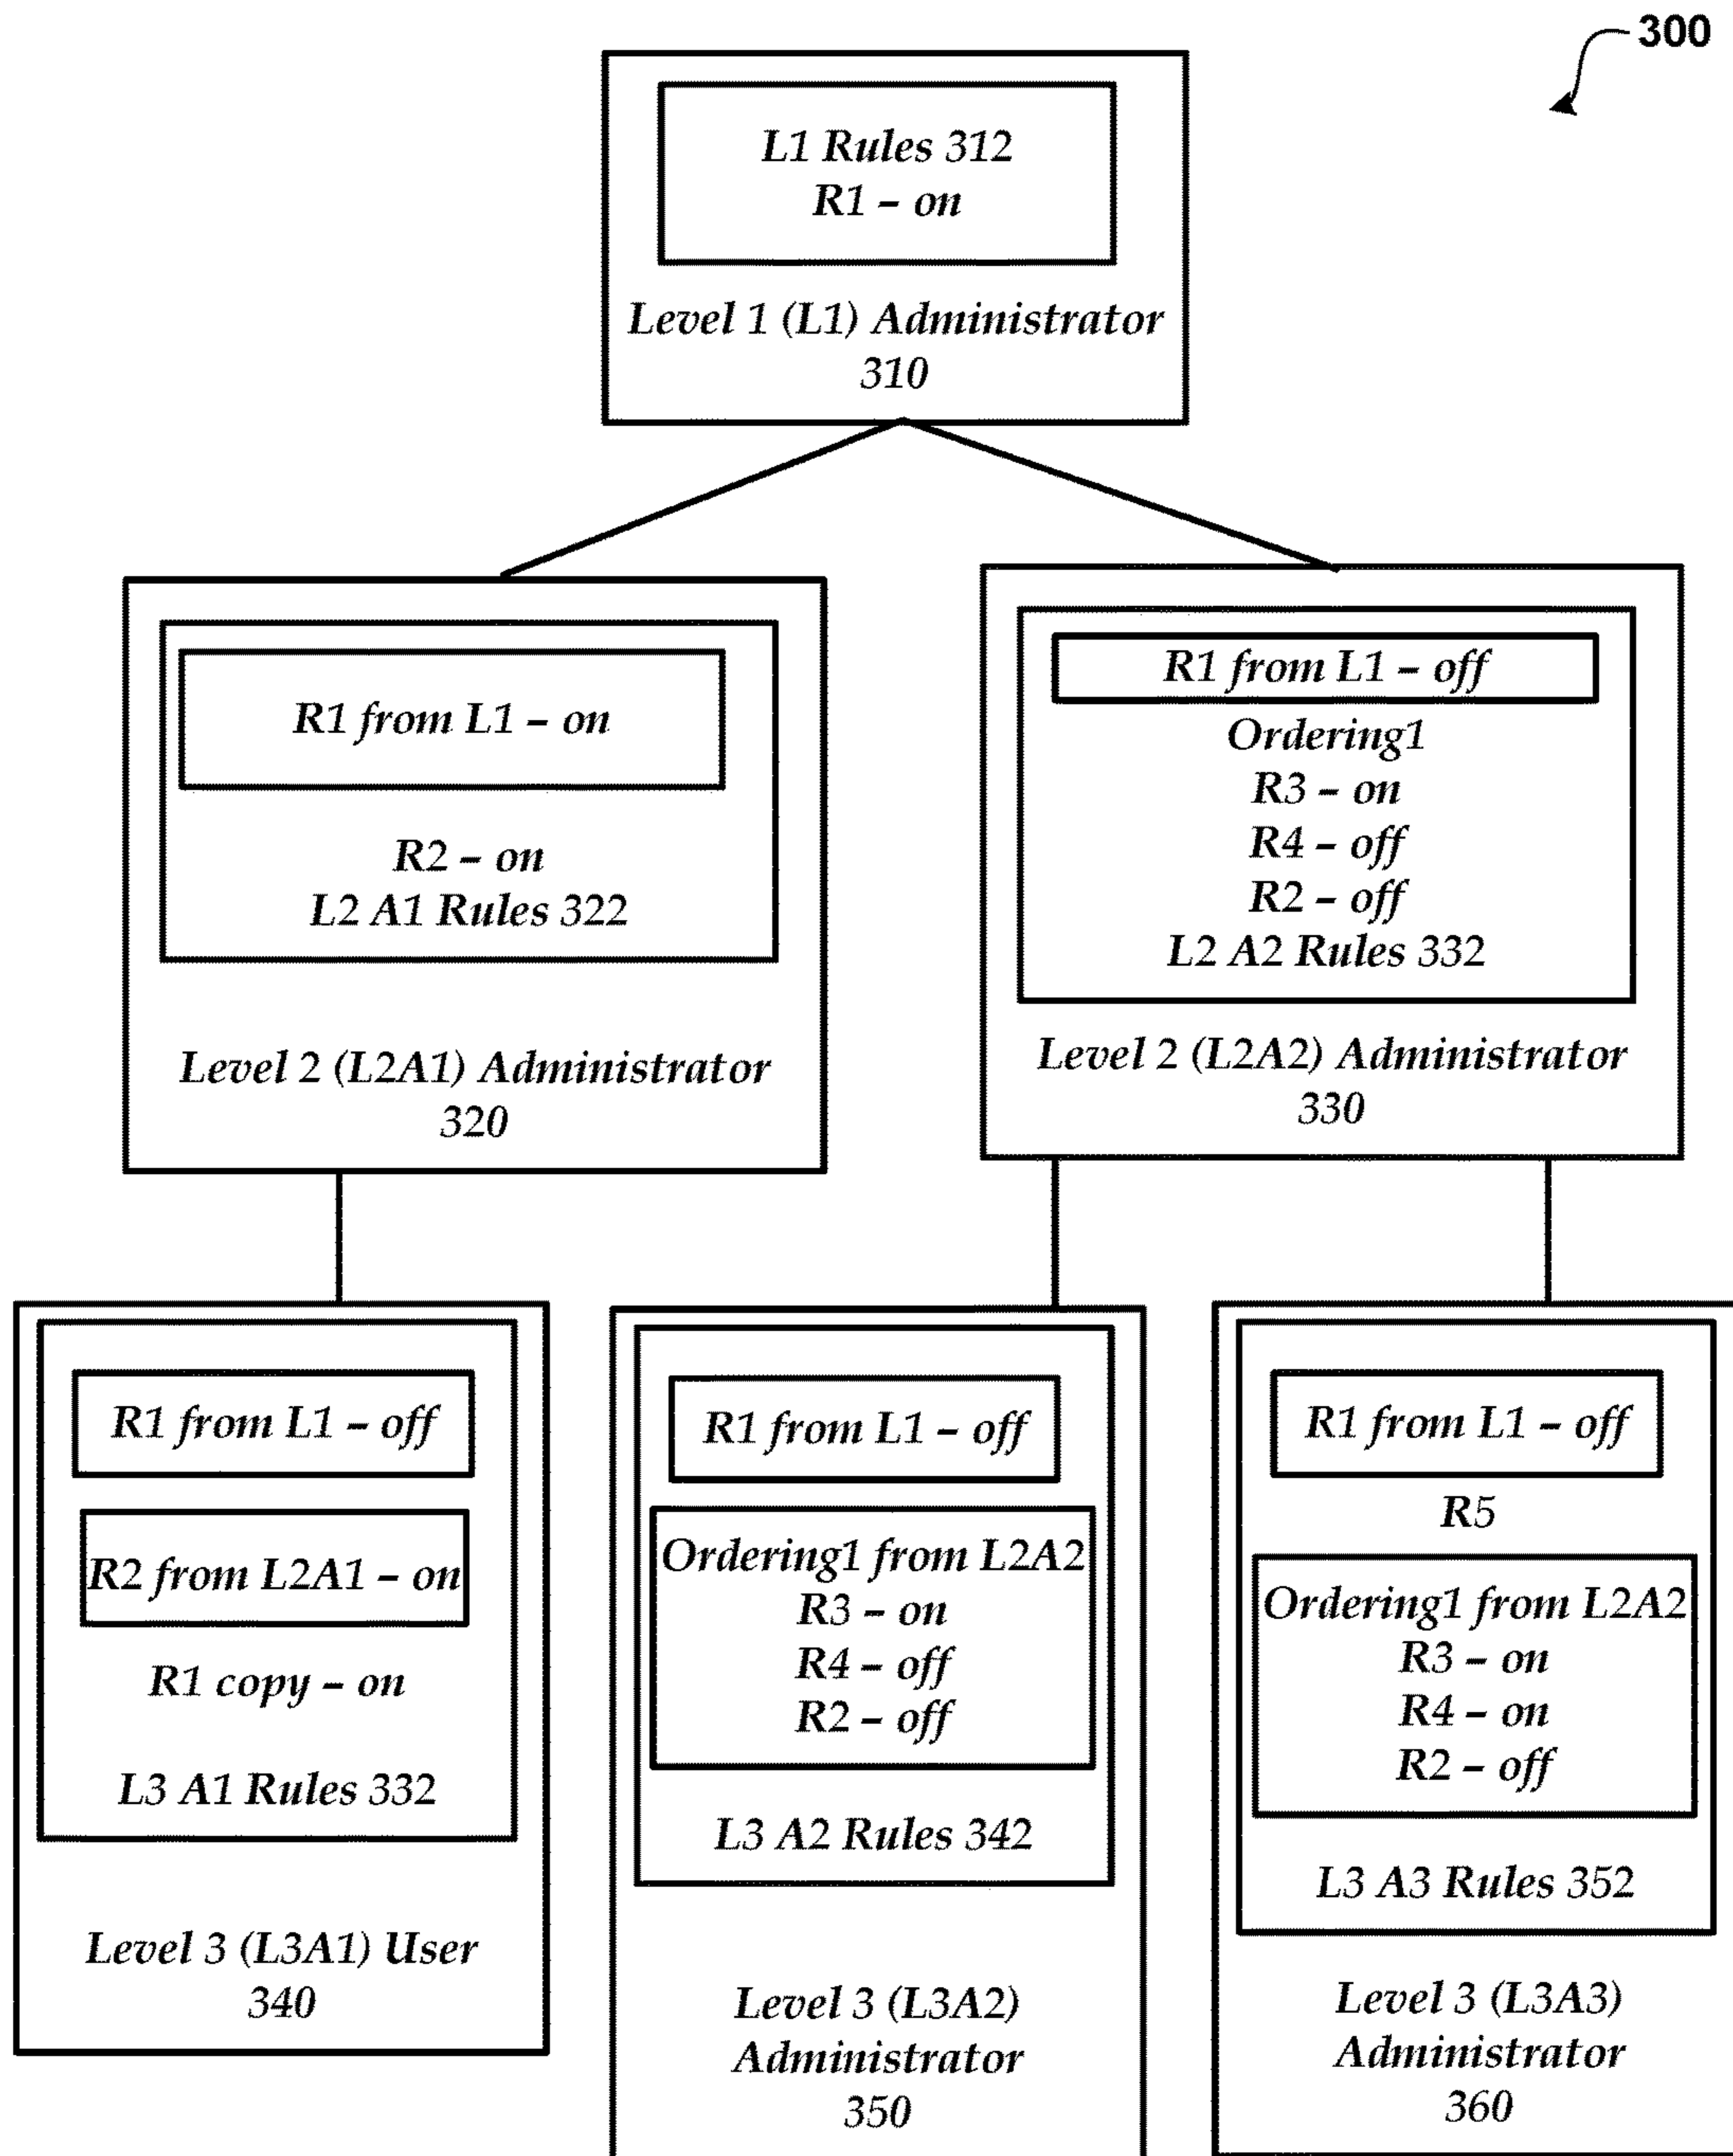 300
L1 Rules 312
R1 – on
Level 1 (L1) Administrator
310
R1 from L1 – on
R2 – on
L2 A1 Rules 322
Level 2 (L2A1) Administrator
320
R1 from L1 – off
Ordering1
R3 – on
R4 – off
R2 – off
L2 A2 Rules 332
Level 2 (L2A2) Administrator
330
R1 from L1 – off
R2 from L2A1 – on
R1 copy – on
L3 A1 Rules 332
Level 3 (L3A1) User
340
R1 from L1 – off
Ordering1 from L2A2
R3 – on
R4 – off
R2 – off
L3 A2 Rules 342
Level 3 (L3A2)
Administrator
350
R1 from L1 – off
R5
Ordering1 from L2A2
R3 – on
R4 – on
R2 – off
L3 A3 Rules 352
Level 3 (L3A3)
Administrator
360